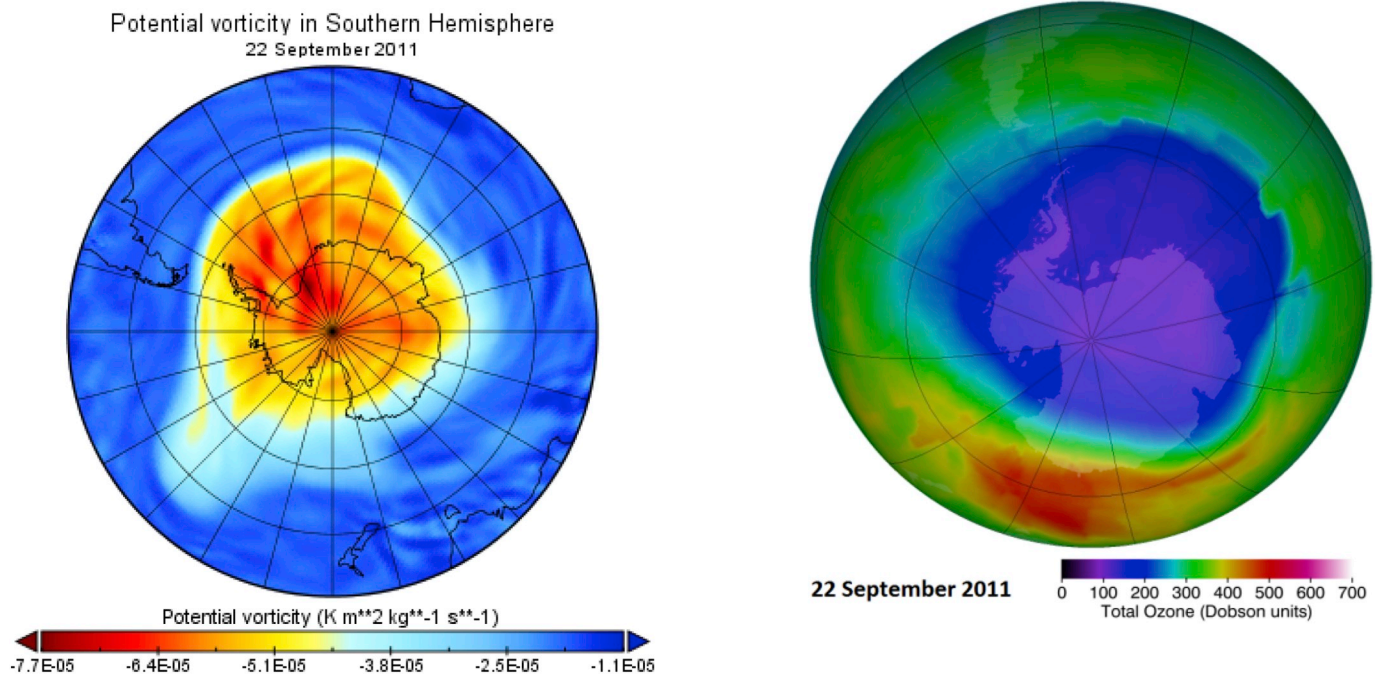 Potential vorticity in Southern Hemisphere
22 September 2011
Potential vorticity (K m**2 kg**-1 s**-1)
-7.7E-05 -6.4E-05 -5.1E-05 -3.8E-05 -2.5E-05 -1.1E-05
22 September 2011
0 100 200 300 400 500 600 700
Total Ozone (Dobson units)